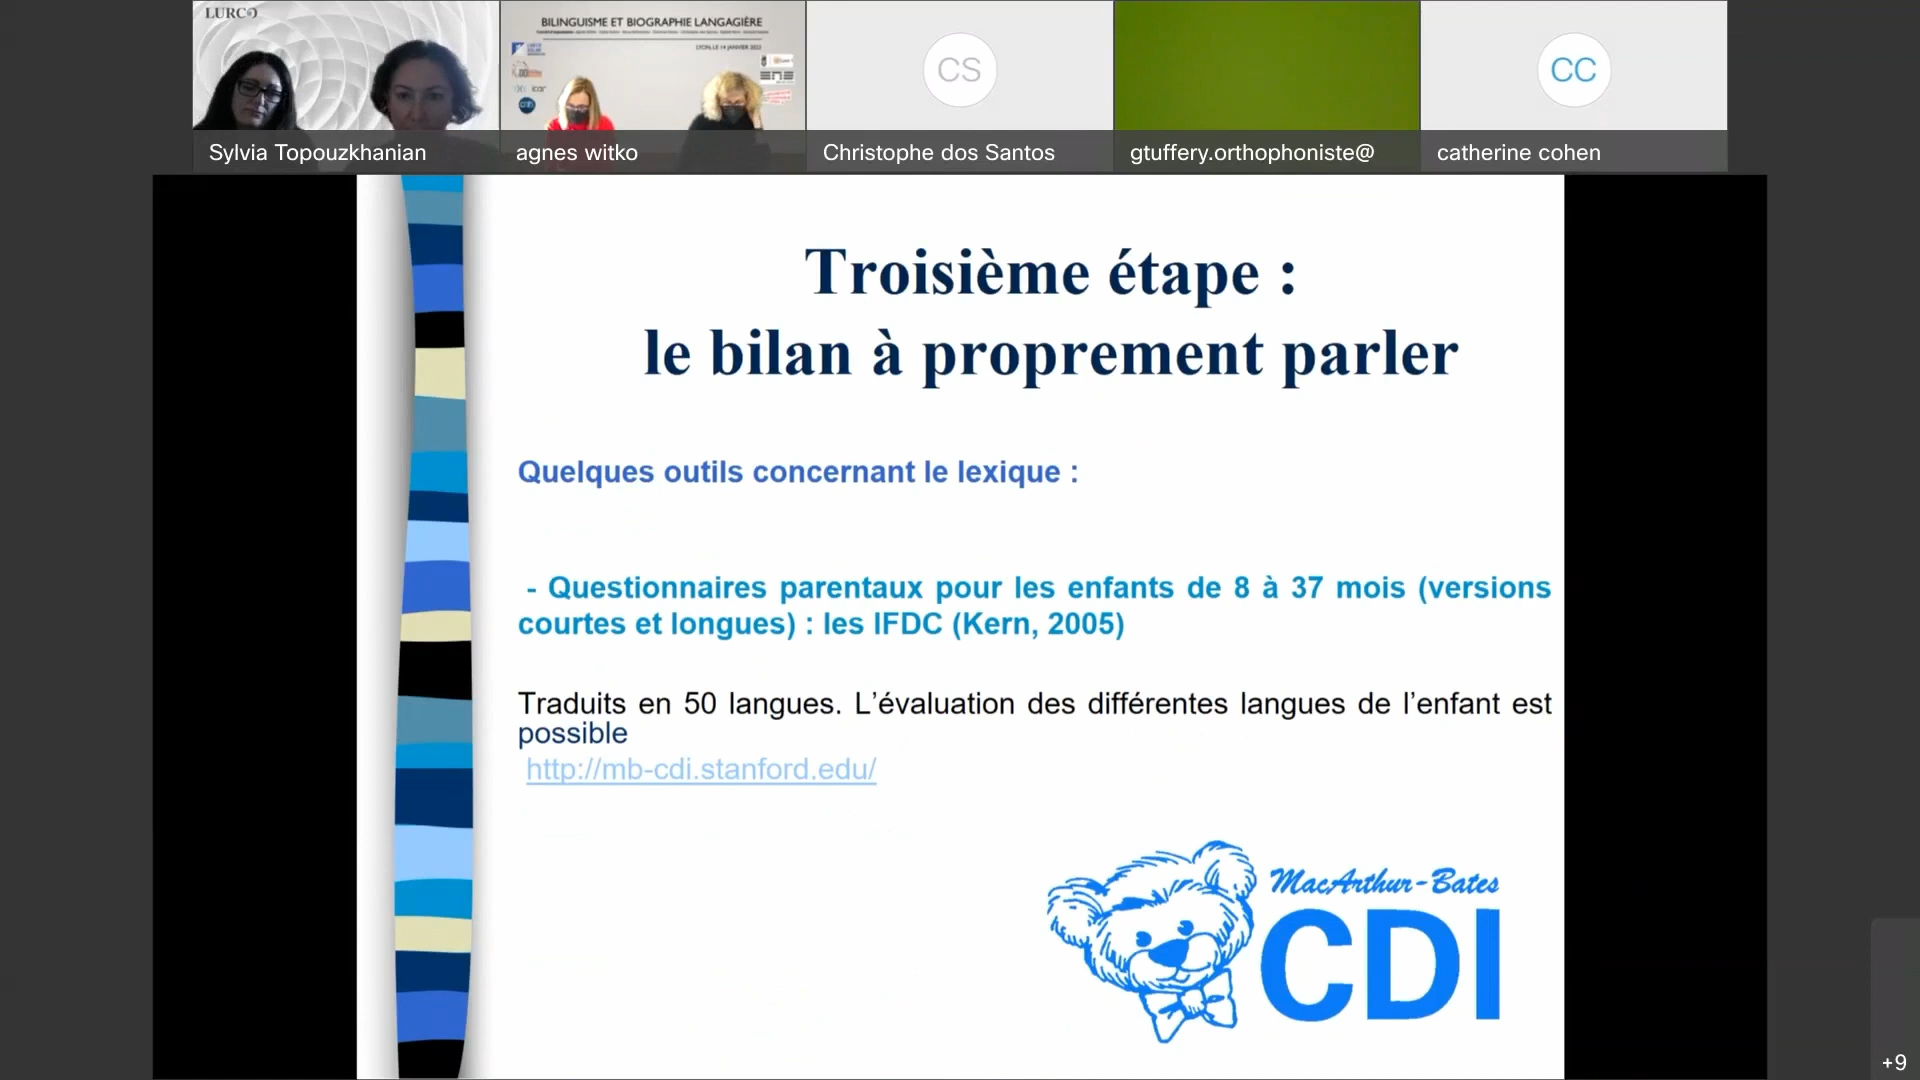 LURCO
BILINGUISME ET BIOGRAPHIE LANGAGIÈRE
LYON, LE 14 JANVIER 2022
icar
CS
CC
Sylvia Topouzkhanian
agnes witko
Christophe dos Santos
gtuffery.orthophoniste@
catherine cohen
Troisième étape :
le bilan à proprement parler
Quelques outils concernant le lexique :
- Questionnaires parentaux pour les enfants de 8 à 37 mois (versions
courtes et longues) : les IFDC (Kern, 2005)
Traduits en 50 langues. L’évaluation des différentes langues de l’enfant est
possible
http://mb-cdi.stanford.edu/
MacArthur-Bates
CDI
+9